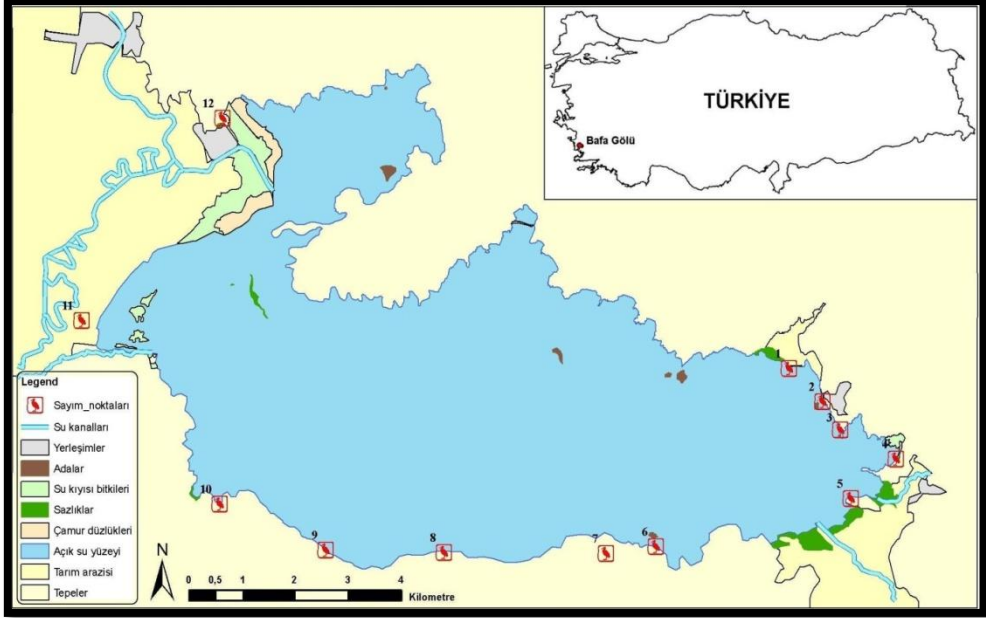 TÜRKİYE
Bafa Gölü
12
11
1
2
3
4
5
6
7
8
9
10
Legend
Sayım_noktaları
Su kanalları
Yerleşimler
Adalar
Su kıyısı bitkileri
Sazlıklar
Çamur düzlükleri
Açık su yüzeyi
Tarım arazisi
Tepeler
N
0 0,5 1 2 3 4
Kilometre